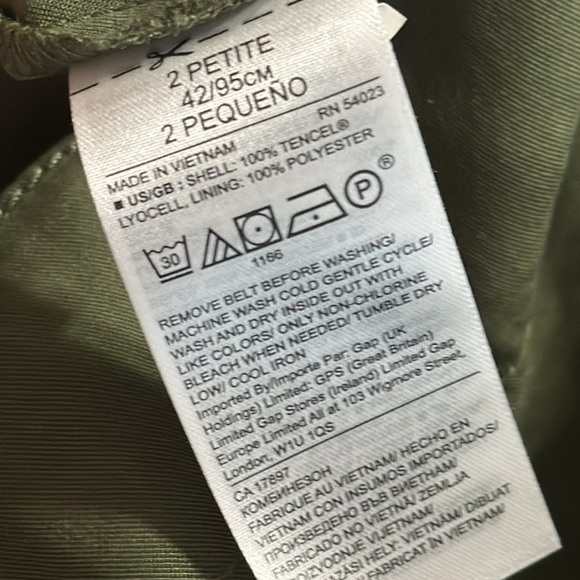 2 PETITE
42/95CM
2 PEQUEÑO
RN 54023
MADE IN VIETNAM
■ US/GB : SHELL: 100% TENCEL®
LYOCELL, LINING: 100% POLYESTER
30
P
®
1166
REMOVE BELT BEFORE WASHING/
MACHINE WASH COLD GENTLE CYCLE/
WASH AND DRY INSIDE OUT WITH
LIKE COLORS/ ONLY NON-CHLORINE
BLEACH WHEN NEEDED/ TUMBLE DRY
LOW/ COOL IRON
Imported By/Importe Par: Gap (UK
Holdings) Limited: GPS (Great Britain)
Limited Gap Stores (Ireland) Limited Gap
Europe Limited All at 103 Wigmore Street,
London, W1U 1QS
CA 17897
КОМБИНЕЗОН
FABRIQUE AU VIETNAM/ HECHO EN
VIETNAM CON INSUMOS IMPORTADOS/
ПРОИЗВЕДЕНО ВЪВ ВИЕТНАМ/
FABRICADO NO VIETNÃ/ ZEMLJA
OIZVODNJE VIJETNAM/
ÁZÁSI HELY: VIETNAM/ DIBUAT
FABRICAT ÎN VIETNAM/